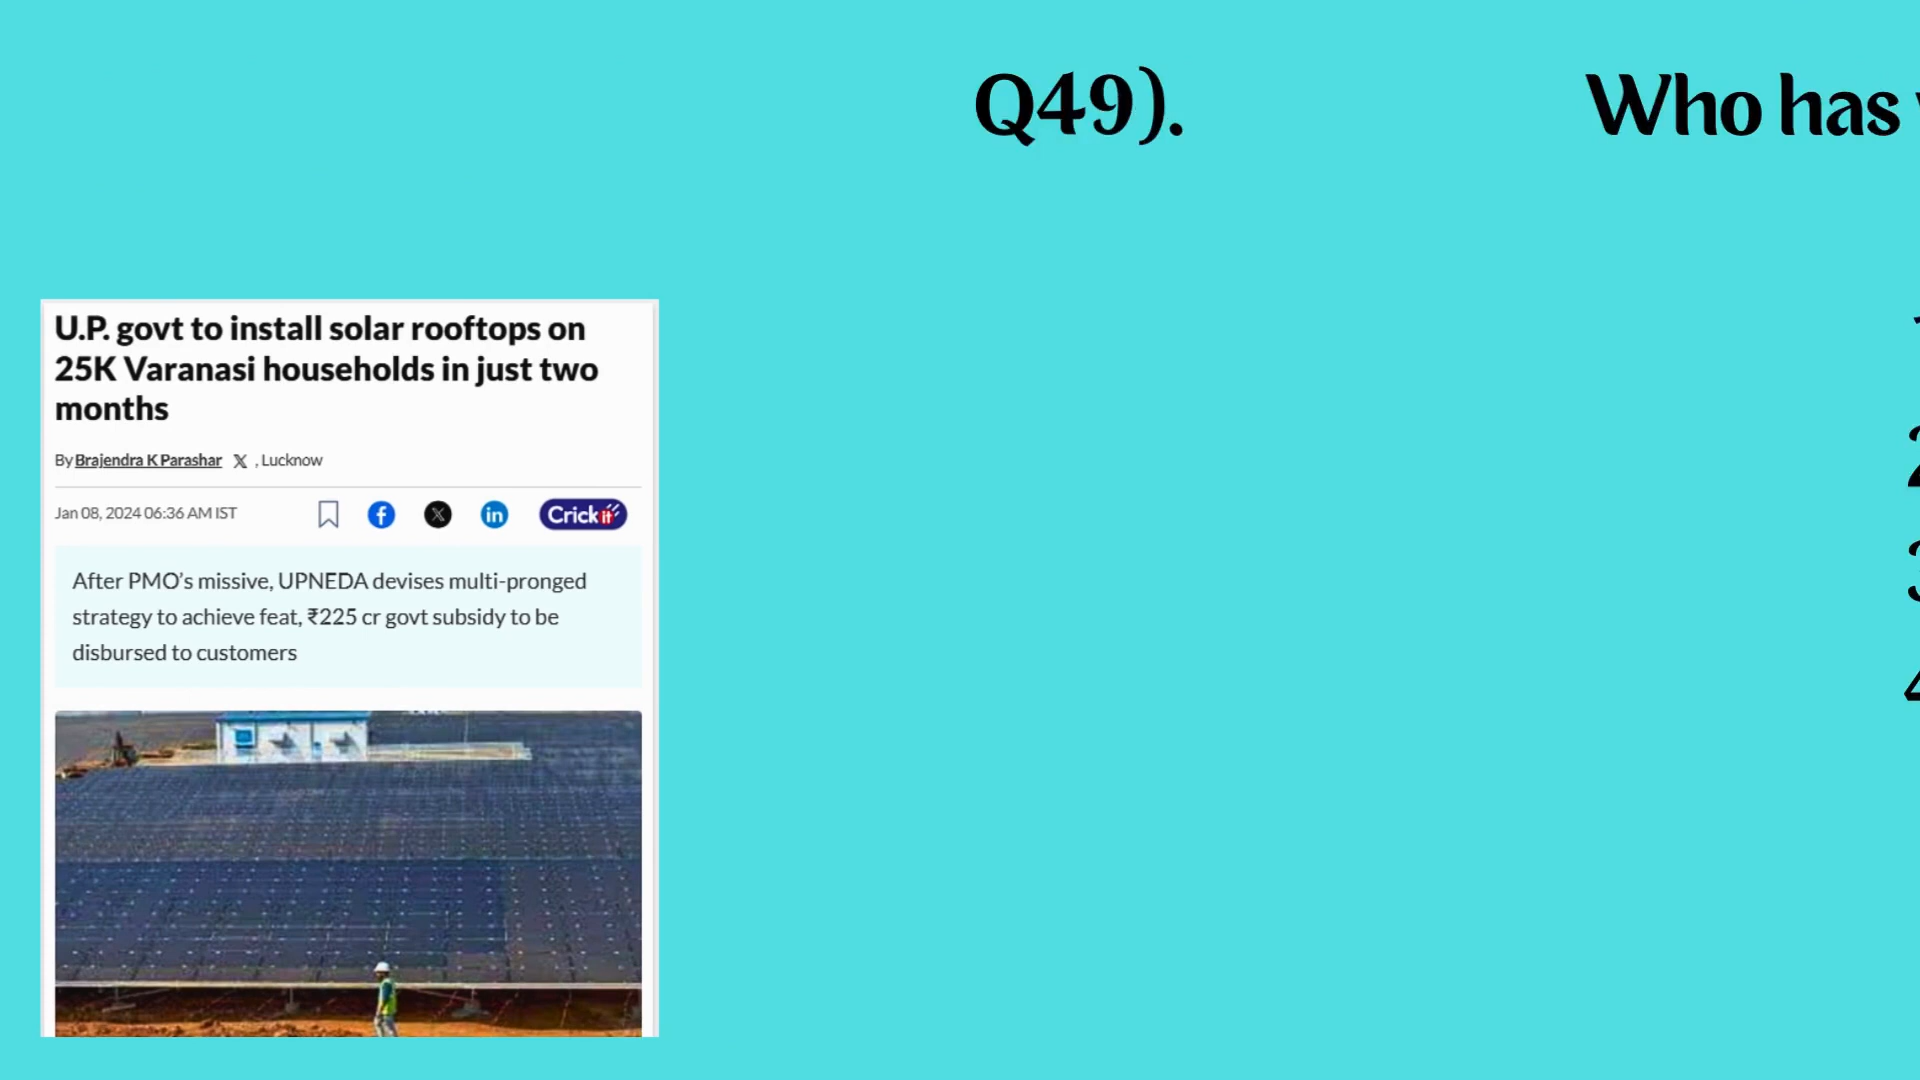 Q49). Who has
U.P. govt to install solar rooftops on
25K Varanasi households in just two
months
By Brajendra K Parashar X , Lucknow
Jan 08, 2024 06:36 AM IST
Crickit
After PMO's missive, UPNEDA devises multi-pronged
strategy to achieve feat, ₹225 cr govt subsidy to be
disbursed to customers